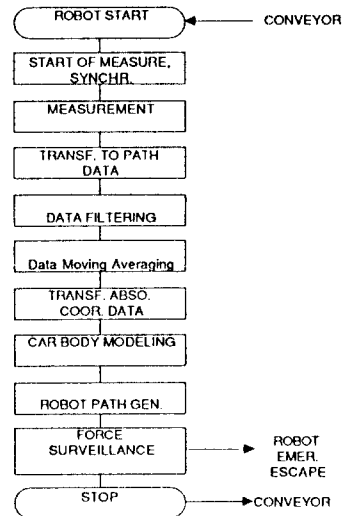 ROBOT START
CONVEYOR
START OF MEASURE,
SYNCHR.
MEASUREMENT
TRANSF. TO PATH
DATA
DATA FILTERING
Data Moving Averaging
TRANSF. ABSO.
COOR. DATA
CAR BODY MODELING
ROBOT PATH GEN.
FORCE
SURVEILLANCE
ROBOT
EMER.
ESCAPE
STOP
CONVEYOR